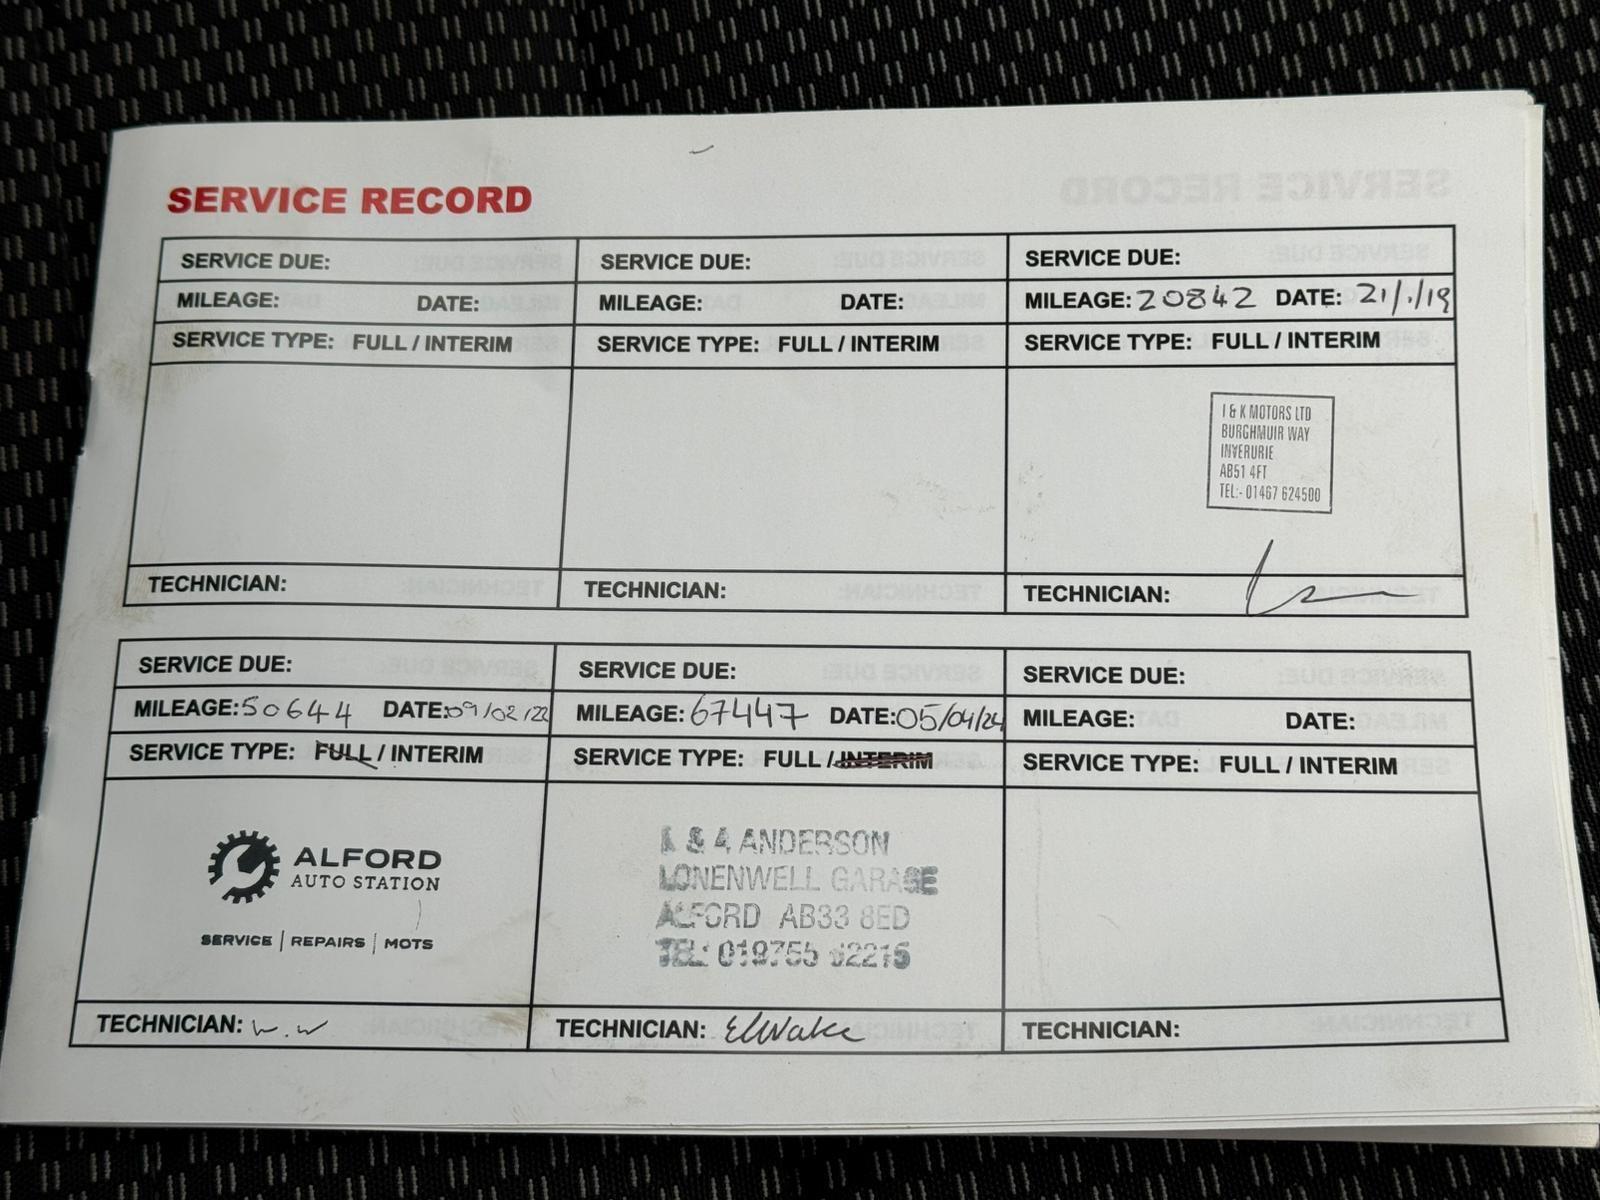 SERVICE RECORD
SERVICE DUE:
MILEAGE: DATE:
SERVICE TYPE: FULL / INTERIM
TECHNICIAN:
SERVICE DUE:
MILEAGE: DATE:
SERVICE TYPE: FULL / INTERIM
TECHNICIAN:
SERVICE DUE:
MILEAGE: 20842 DATE: 21/1/19
SERVICE TYPE: FULL / INTERIM
I & K MOTORS LTD
BURGHMUIR WAY
INVERURIE
AB51 4FT
TEL:- 01467 624500
TECHNICIAN:
SERVICE DUE:
MILEAGE: 50644 DATE: 09/02/22
SERVICE TYPE: FULL / INTERIM
ALFORD
AUTO STATION
SERVICE | REPAIRS | MOTS
TECHNICIAN: W.W
SERVICE DUE:
MILEAGE: 67447 DATE: 05/04/24
SERVICE TYPE: FULL / INTERIM
& A ANDERSON
LONENWELL GARAGE
ALFORD AB33 8ED
TEL: 019755 62215
TECHNICIAN:
SERVICE DUE:
MILEAGE: DATE:
SERVICE TYPE: FULL / INTERIM
TECHNICIAN: